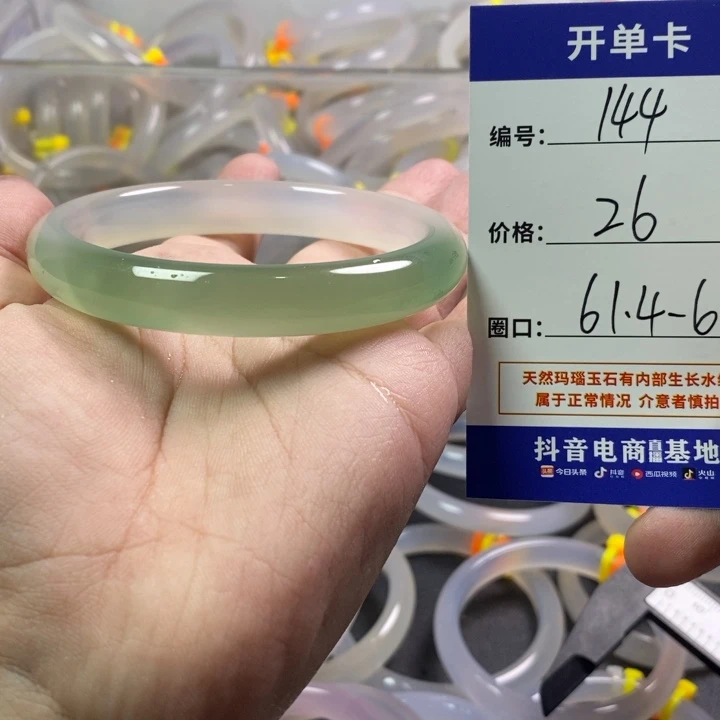 开单卡
编号: 144
价格: 26
圈口: 61.4-6
天然玛瑙玉石有内部生长水
属于正常情况 介意者慎拍
抖音电商直播基地
今日头条 抖音 西瓜视频 火山